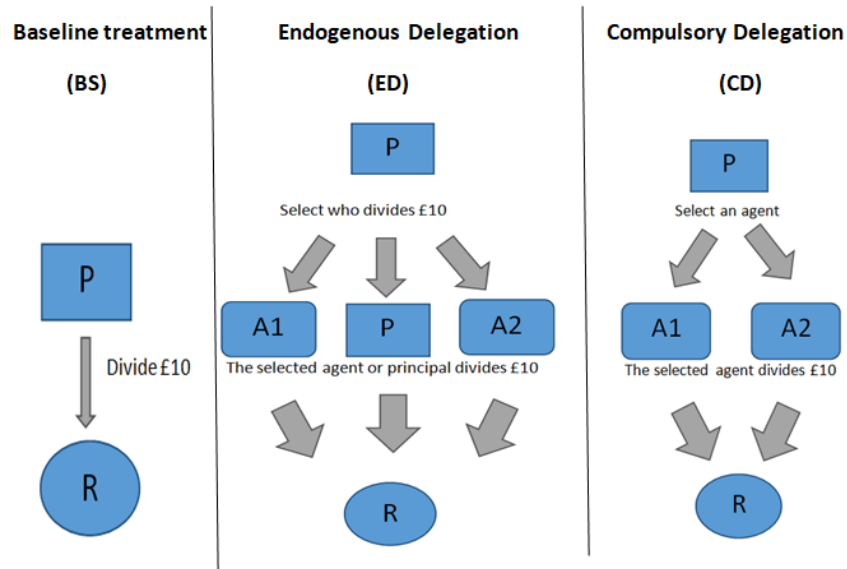 Baseline treatment
(BS)
P
Divide £10
R
Endogenous Delegation
(ED)
P
Select who divides £10
A1
P
A2
The selected agent or principal divides £10
R
Compulsory Delegation
(CD)
P
Select an agent
A1
A2
The selected agent divides £10
R